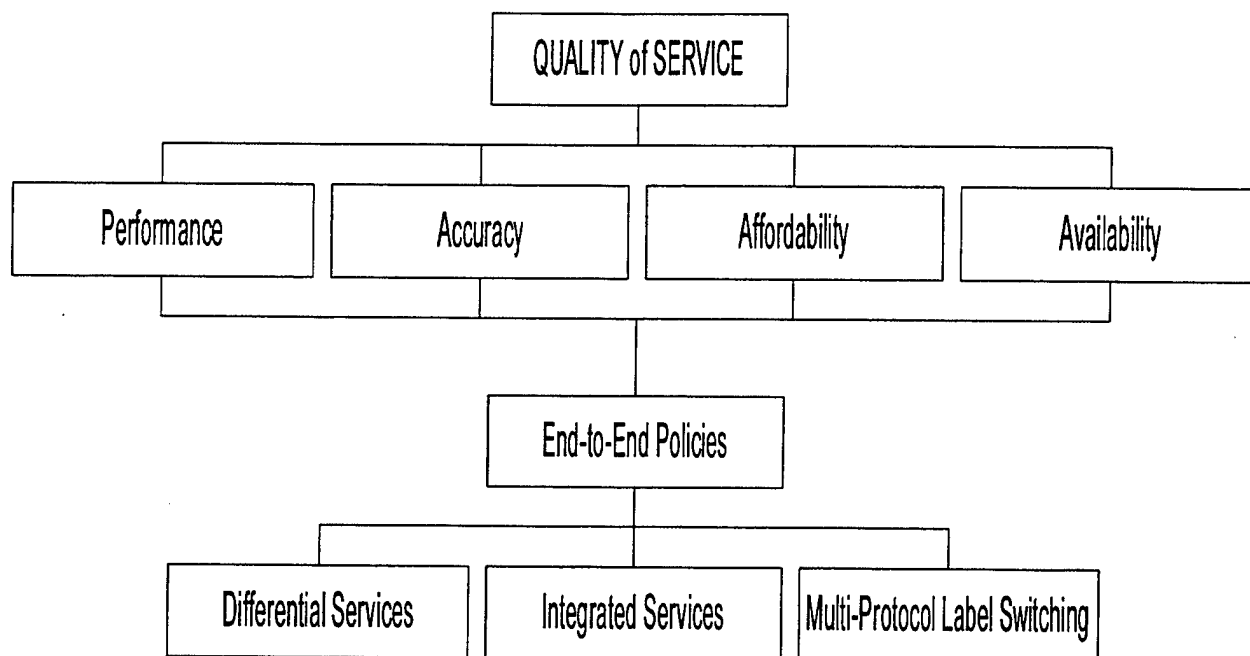 QUALITY of SERVICE
Performance
Accuracy
Affordability
Availability
End-to-End Policies
Differential Services
Integrated Services
Multi-Protocol Label Switching